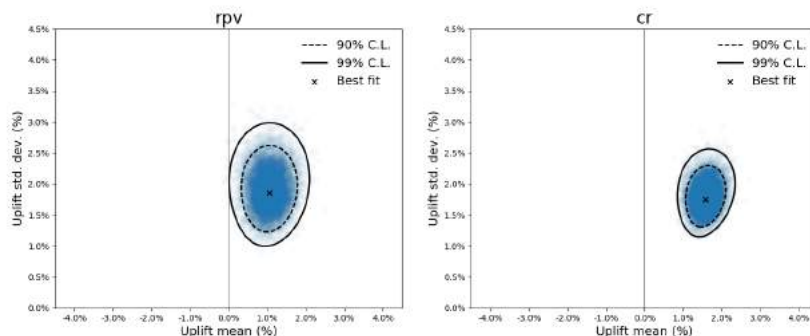 rpv
4.5%
4.0%
3.5%
3.0%
2.5%
2.0%
1.5%
1.0%
0.5%
0.0%
Uplift std. dev. (%)
90% C.L.
99% C.L.
Best fit
-4.0% -3.0% -2.0% -1.0% 0.0% 1.0% 2.0% 3.0% 4.0%
Uplift mean (%)
cr
4.5%
4.0%
3.5%
3.0%
2.5%
2.0%
1.5%
1.0%
0.5%
0.0%
Uplift std. dev. (%)
90% C.L.
99% C.L.
Best fit
-4.0% -3.0% -2.0% -1.0% 0.0% 1.0% 2.0% 3.0% 4.0%
Uplift mean (%)